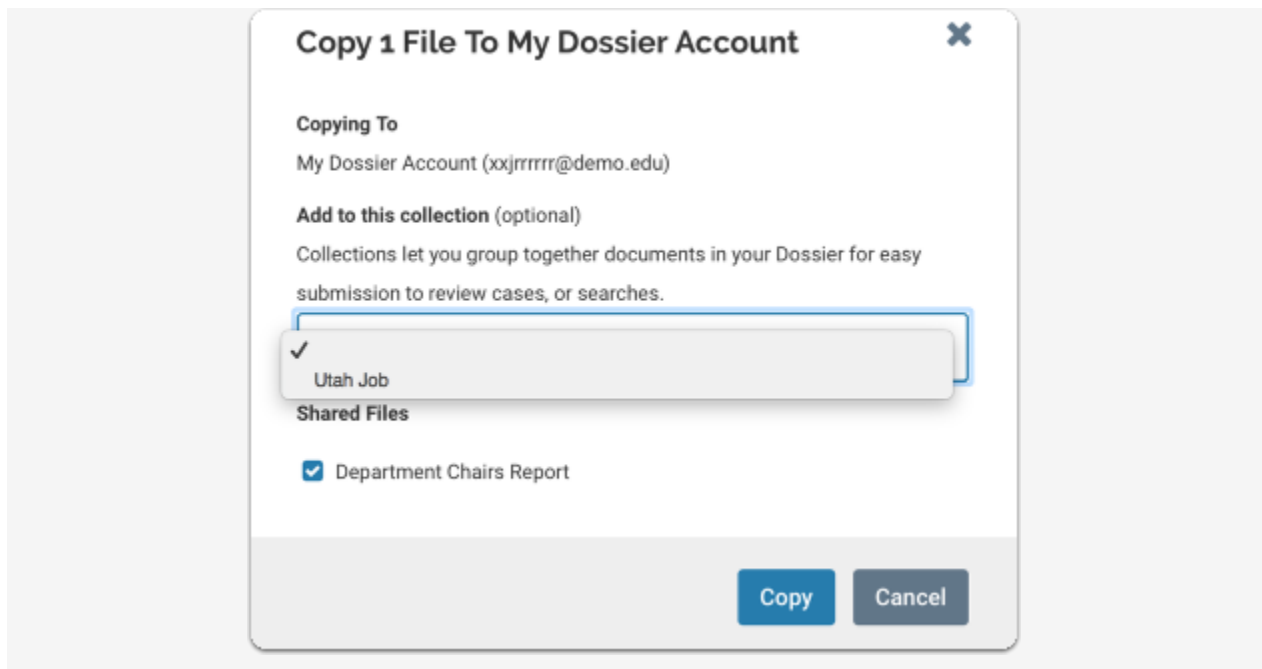 Copy 1 File To My Dossier Account
Copying To
My Dossier Account (xxjrrrrrr@demo.edu)
Add to this collection (optional)
Collections let you group together documents in your Dossier for easy
submission to review cases, or searches.
Utah Job
Shared Files
Department Chairs Report
Copy
Cancel